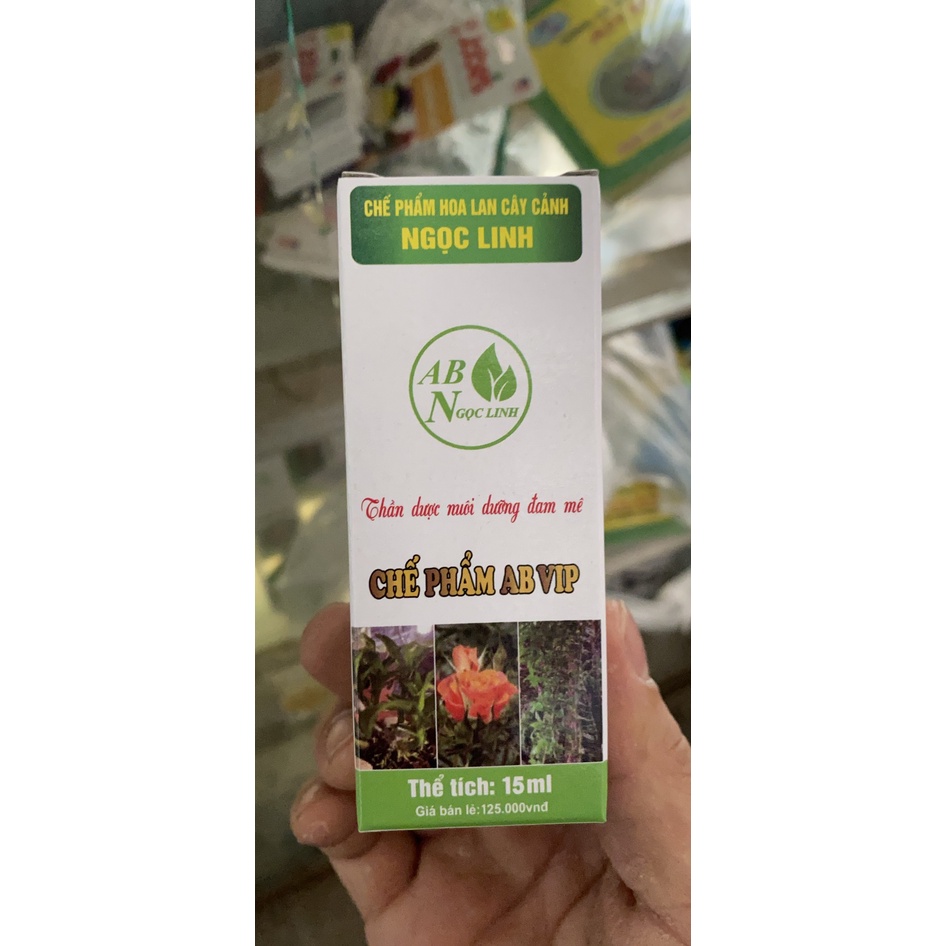 CHẾ PHẨM HOA LAN CÂY CẢNH
NGỌC LINH
AB
NGỌC LINH
Thần dược nuôi dưỡng đam mê
CHẾ PHẨM AB VIP
Thể tích: 15ml
Giá bán lẻ:125.000vnđ